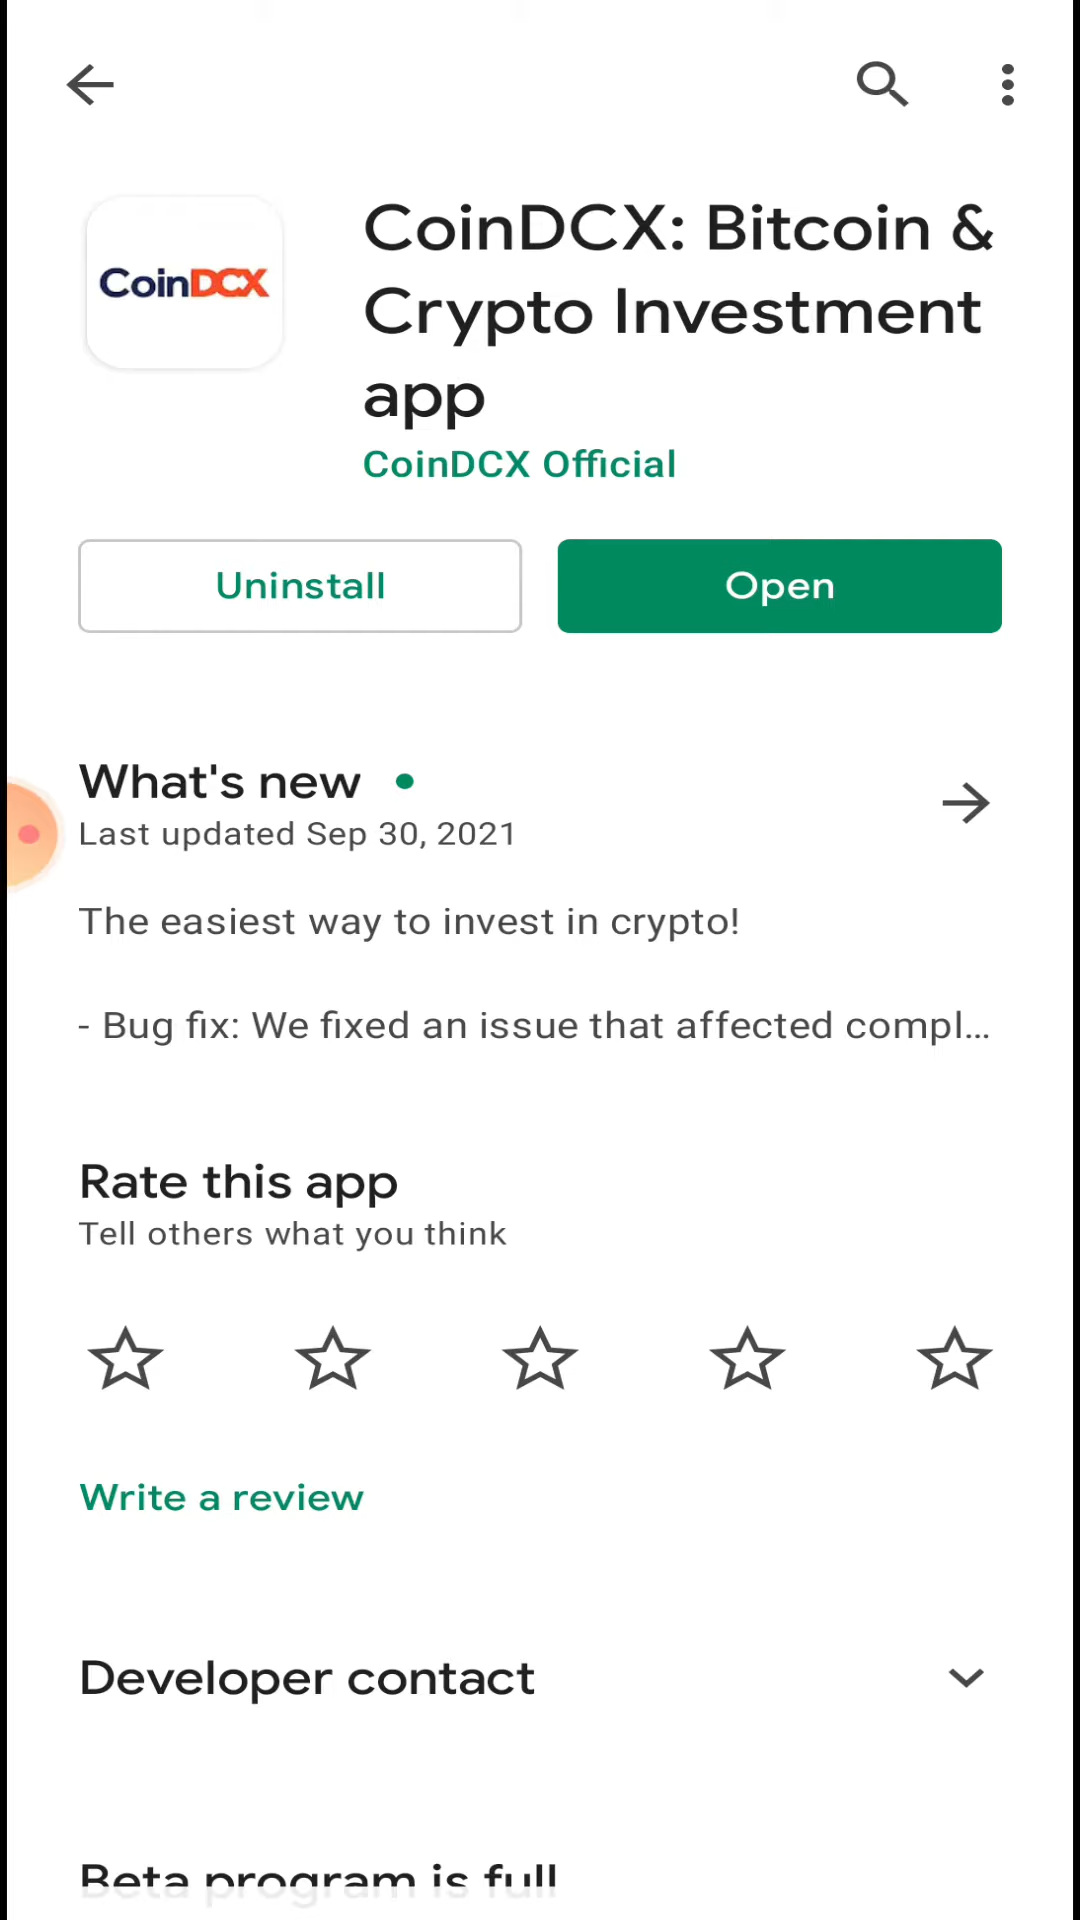 CoinDCX: Bitcoin &
CoinDCX
Crypto Investment
app
CoinDCX Official
Uninstall
Open
What's new
Last updated Sep 30, 2021
The easiest way to invest in crypto!
- Bug fix: We fixed an issue that affected compl...
Rate this app
Tell others what you think
Write a review
Developer contact
Beta program is full